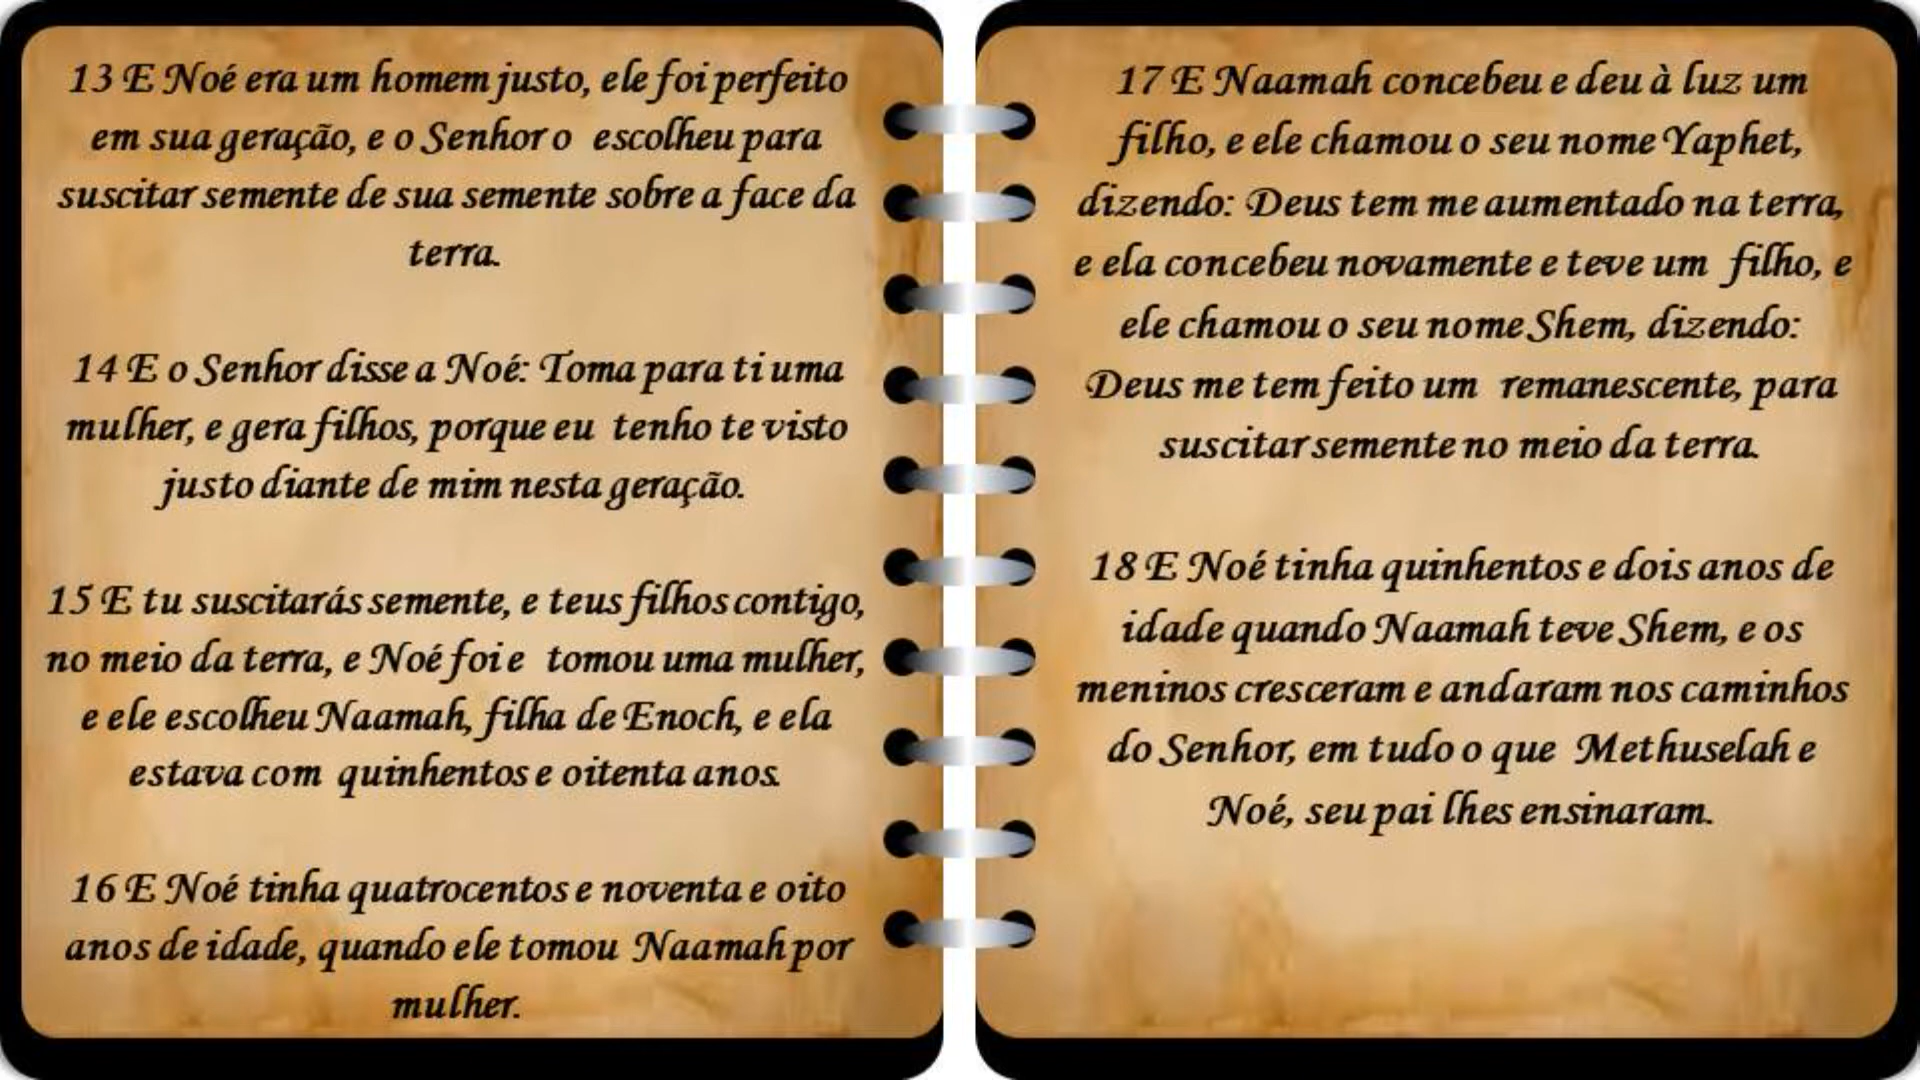 13 E Noé era um homem justo, ele foi perfeito
em sua geração, e o Senhor o escolheu para
suscitar semente de sua semente sobre a face da
terra.
14 E o Senhor disse a Noé: Toma para ti uma
mulher, e gera filhos, porque eu tenho te visto
justo diante de mim nesta geração.
15 E tu suscitarás semente, e teus filhos contigo,
no meio da terra, e Noé foi e tomou uma mulher,
e ele escolheu Naamah, filha de Enoch, e ela
estava com quinhentos e oitenta anos.
16 E Noé tinha quatrocentos e noventa e oito
anos de idade, quando ele tomou Naamah por
mulher.
17 E Naamah concebeu e deu à luz um
filho, e ele chamou o seu nome Yaphet,
dizendo: Deus tem me aumentado na terra,
e ela concebeu novamente e teve um filho, e
ele chamou o seu nome Shem, dizendo:
Deus me tem feito um remanescente, para
suscitar semente no meio da terra.
18 E Noé tinha quinhentos e dois anos de
idade quando Naamah teve Shem, e os
meninos cresceram e andaram nos caminhos
do Senhor, em tudo o que Methuselah e
Noé, seu pai lhes ensinaram.